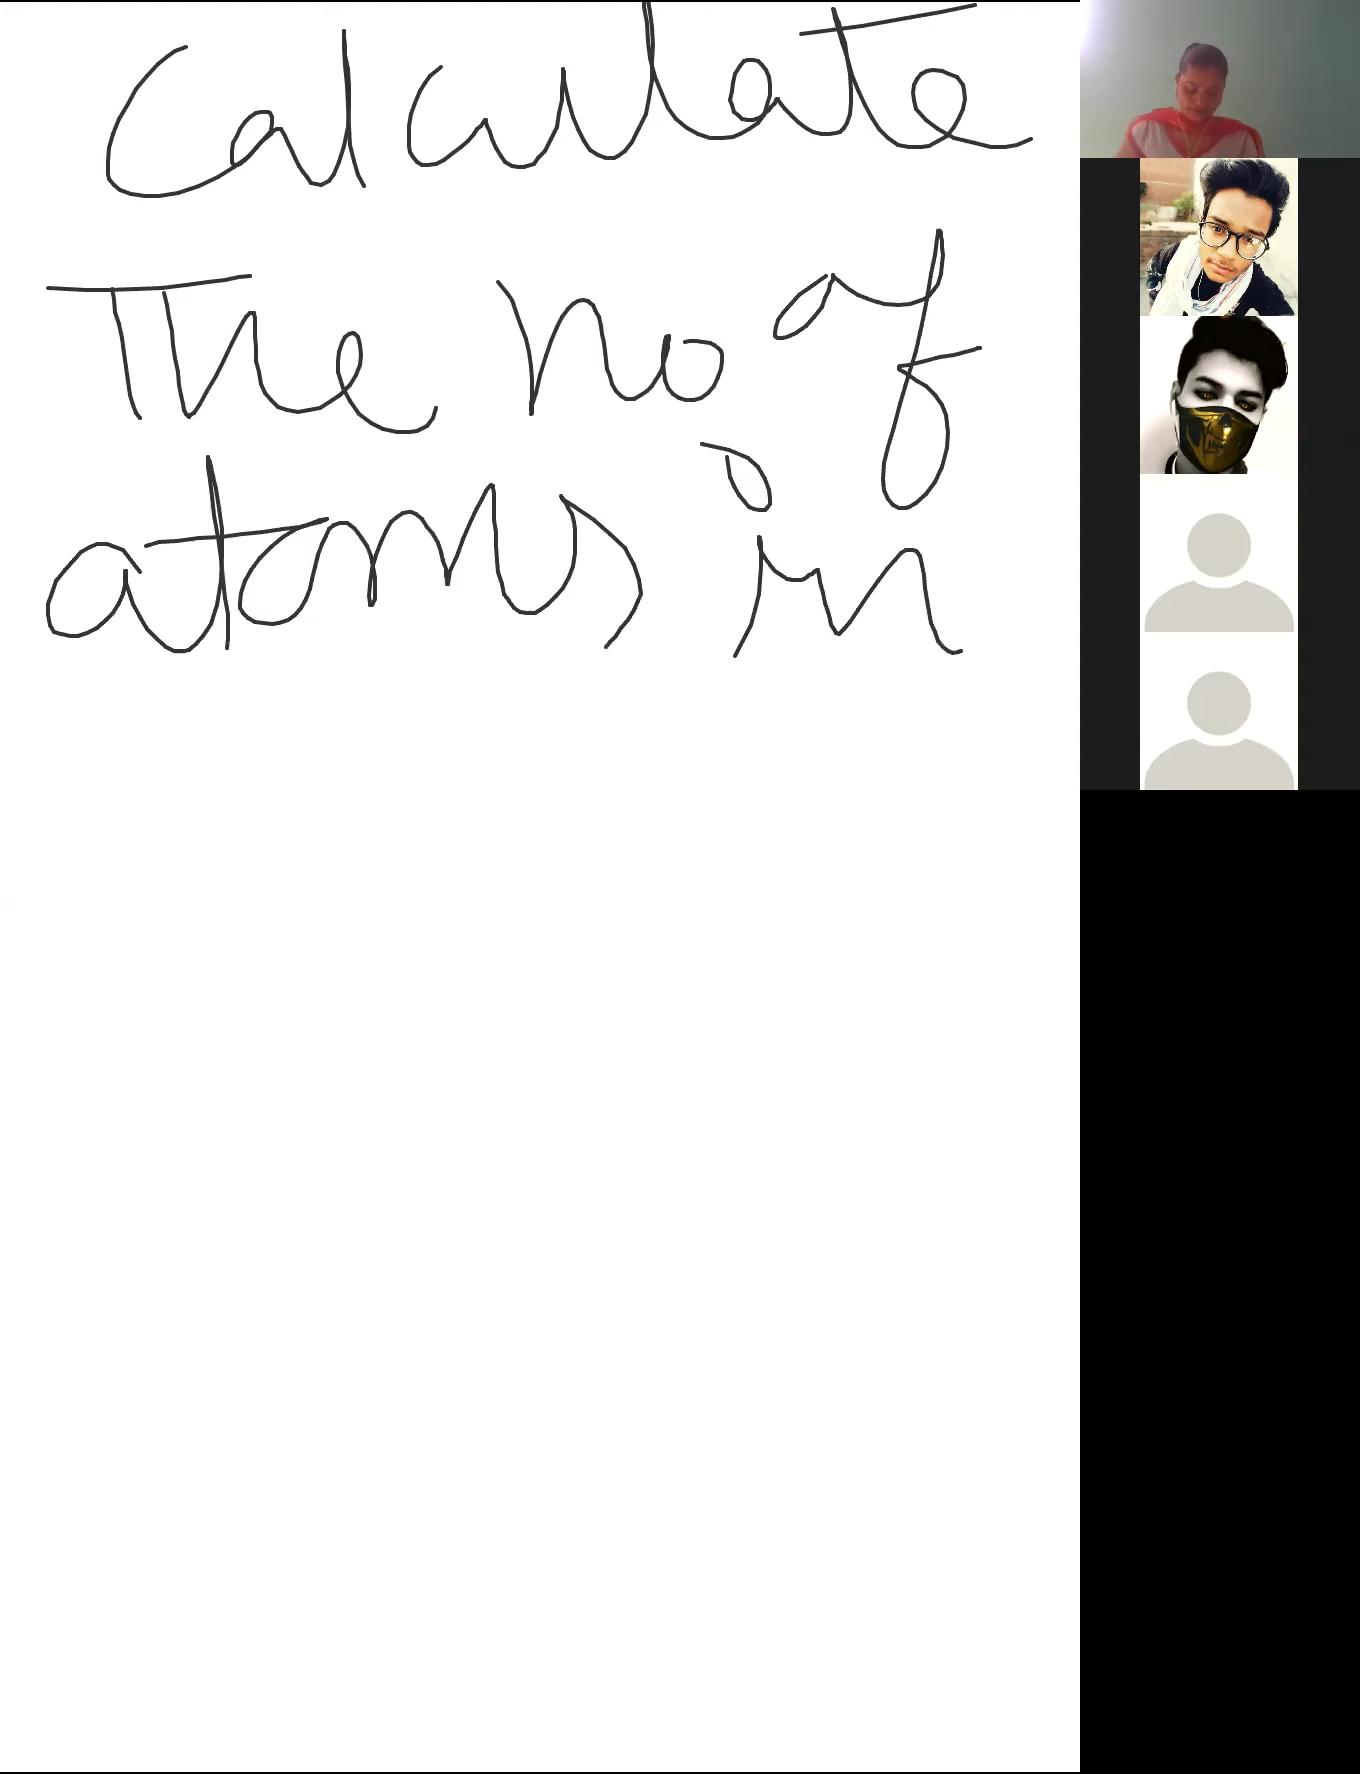 Calculate
The no of
atoms in